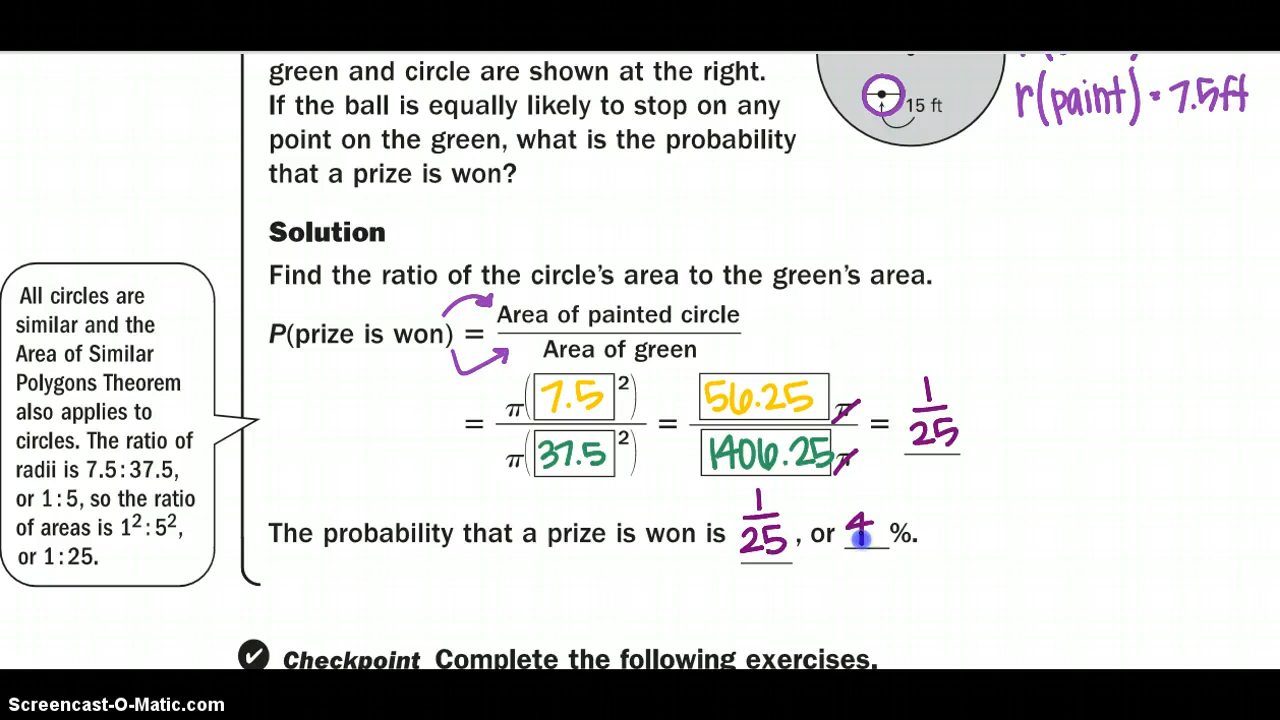 green and circle are shown at the right.
If the ball is equally likely to stop on any
point on the green, what is the probability
that a prize is won?
15 ft
r(paint) = 7.5ft
Solution
Find the ratio of the circle's area to the green's area.
P(prize is won) = Area of painted circle / Area of green
= π(7.5²) / π(37.5²) = 56.25π / 1406.25π = 1/25
The probability that a prize is won is 1/25, or 4%.
All circles are
similar and the
Area of Similar
Polygons Theorem
also applies to
circles. The ratio of
radii is 7.5:37.5,
or 1:5, so the ratio
of areas is 1²:5²,
or 1:25.
✓ Checkpoint Complete the following exercises.
Screencast-O-Matic.com